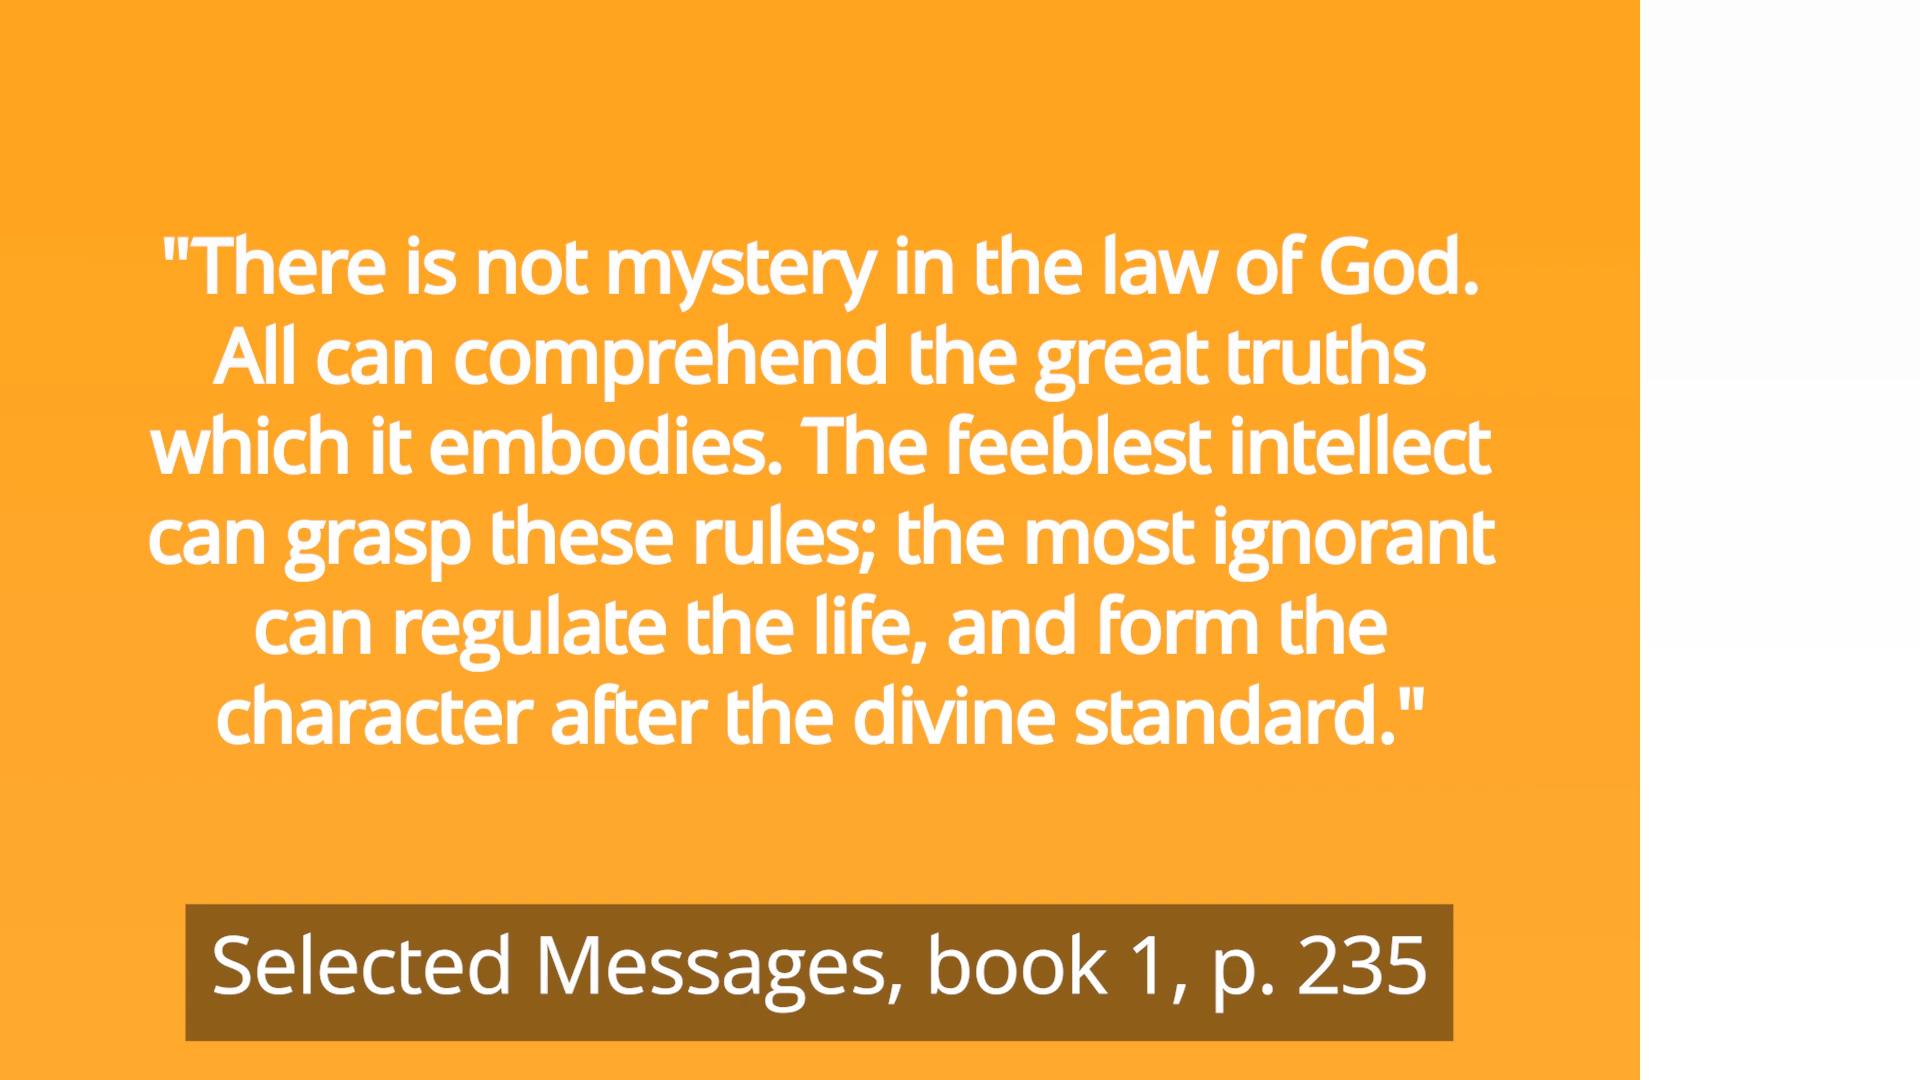 "There is not mystery in the law of God.
All can comprehend the great truths
which it embodies. The feeblest intellect
can grasp these rules; the most ignorant
can regulate the life, and form the
character after the divine standard."
Selected Messages, book 1, p. 235